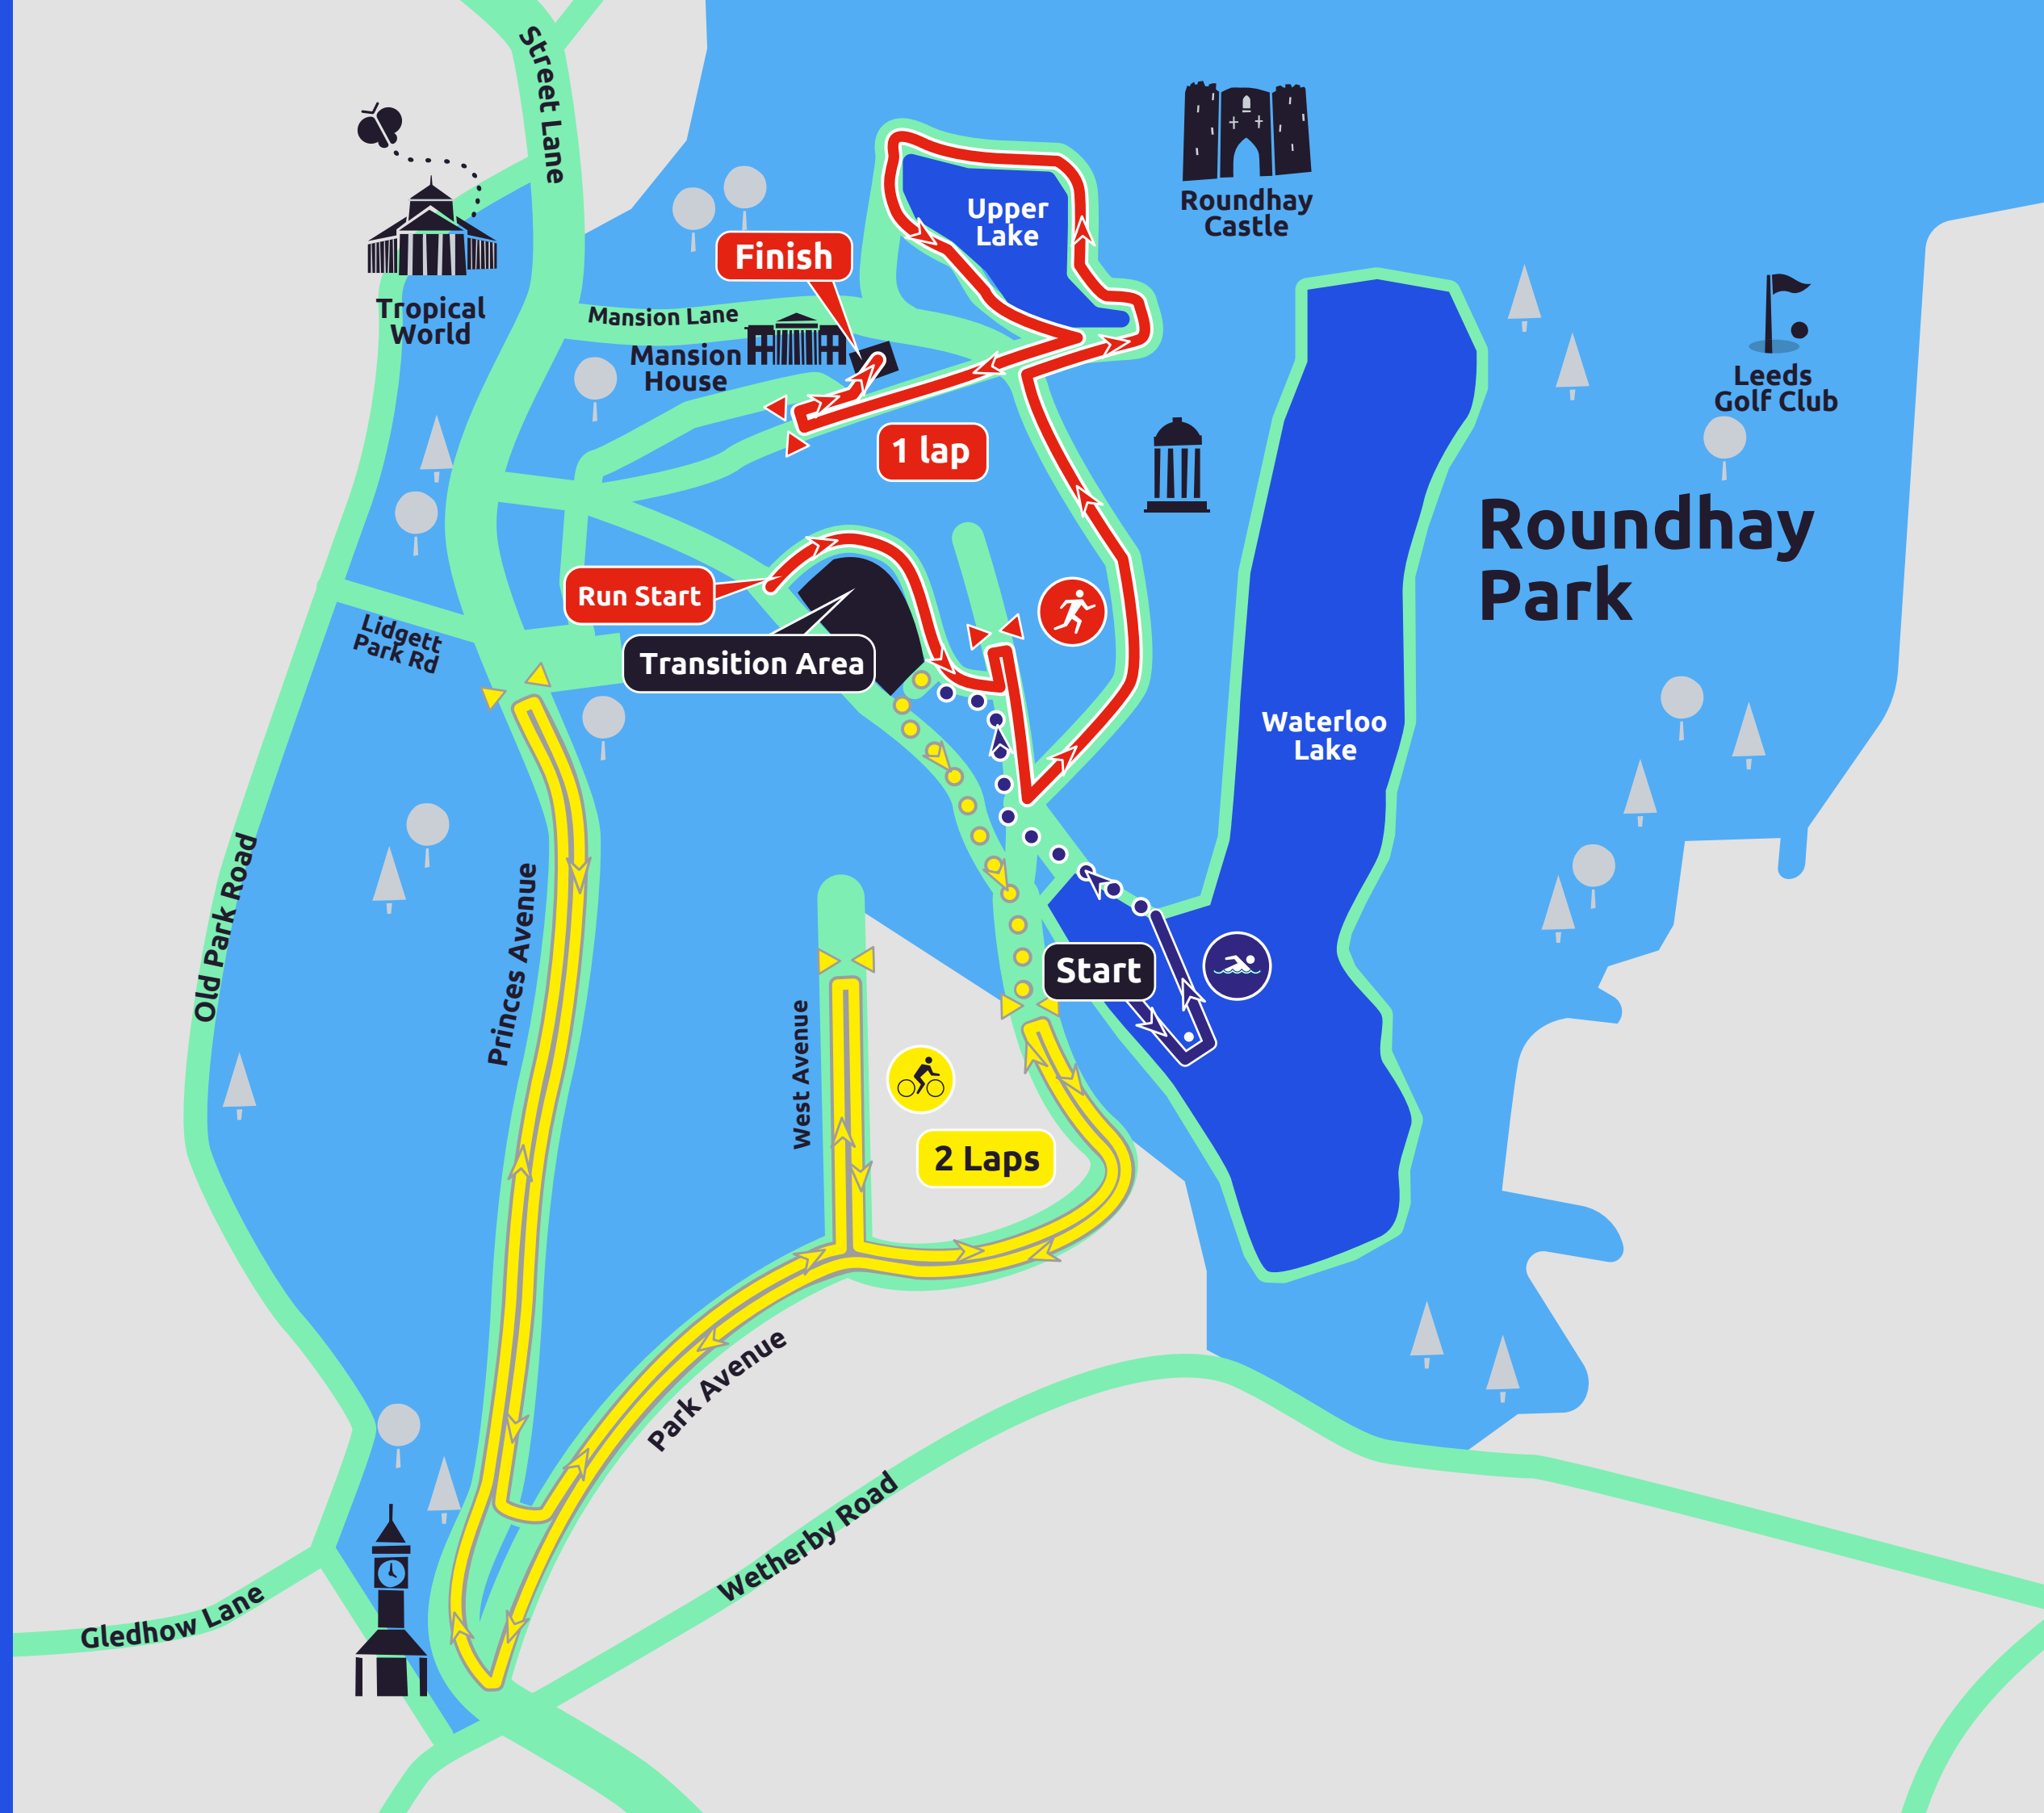 Street Lane
Roundhay
Castle
Upper
Lake
Finish
Tropical
World
Mansion Lane
Mansion
House
Leeds
Golf Club
1 lap
Roundhay
Park
Run Start
Lidgett
Park Rd
Transition Area
Waterloo
Lake
Old Park Road
Princes Avenue
Start
West Avenue
2 Laps
Park Avenue
Wetherby Road
Gledhow Lane